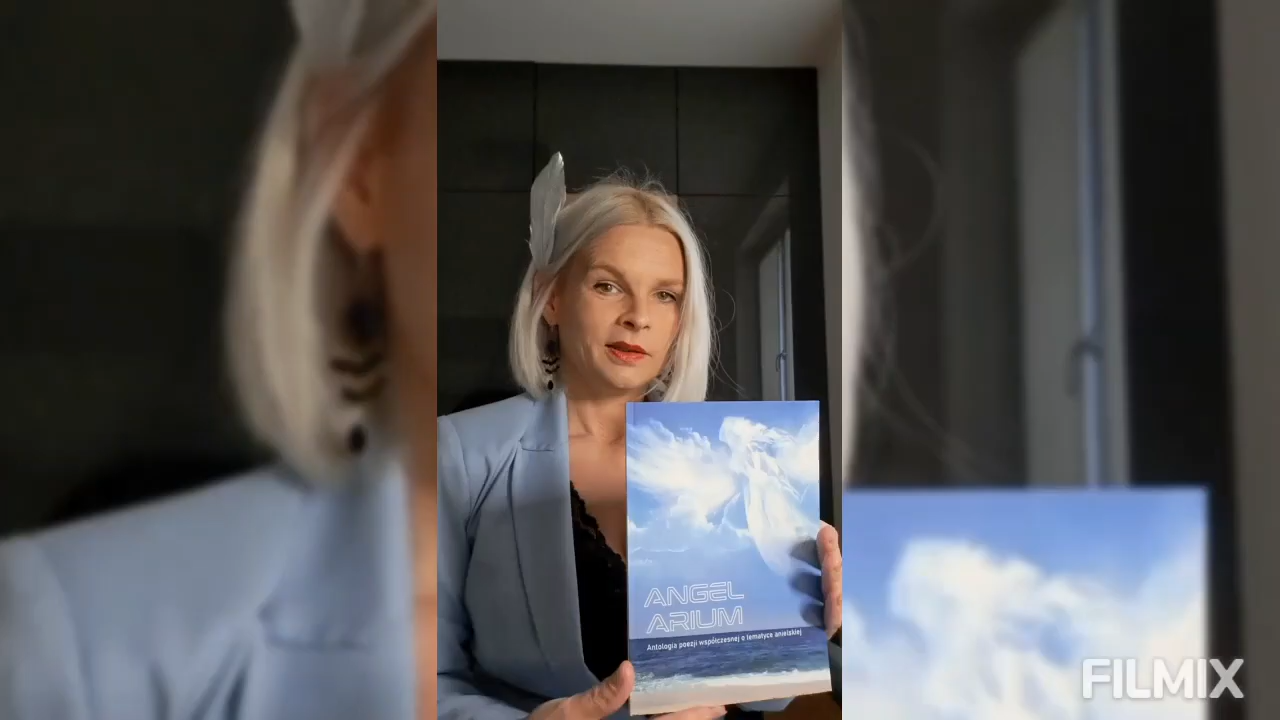 ANGEL
ARIUM
Antologia poezji współczesnej o tematyce anielskiej
FILMIX